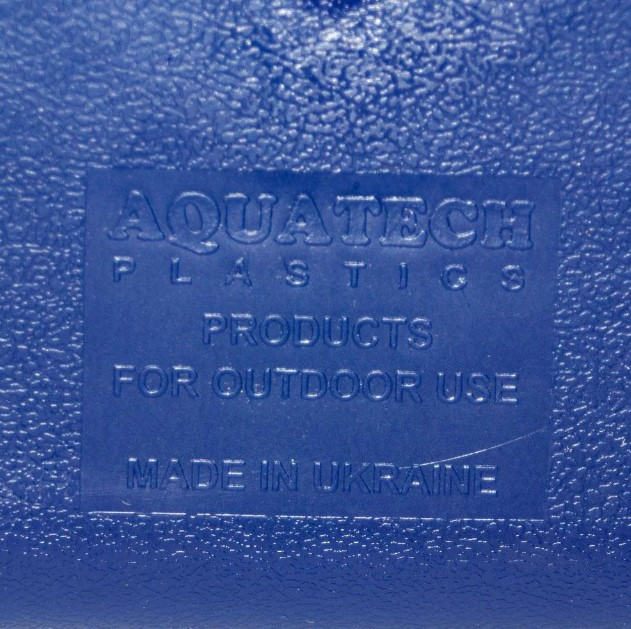 AQUATECH
PLASTICS
PRODUCTS
FOR OUTDOOR USE
MADE IN UKRAINE